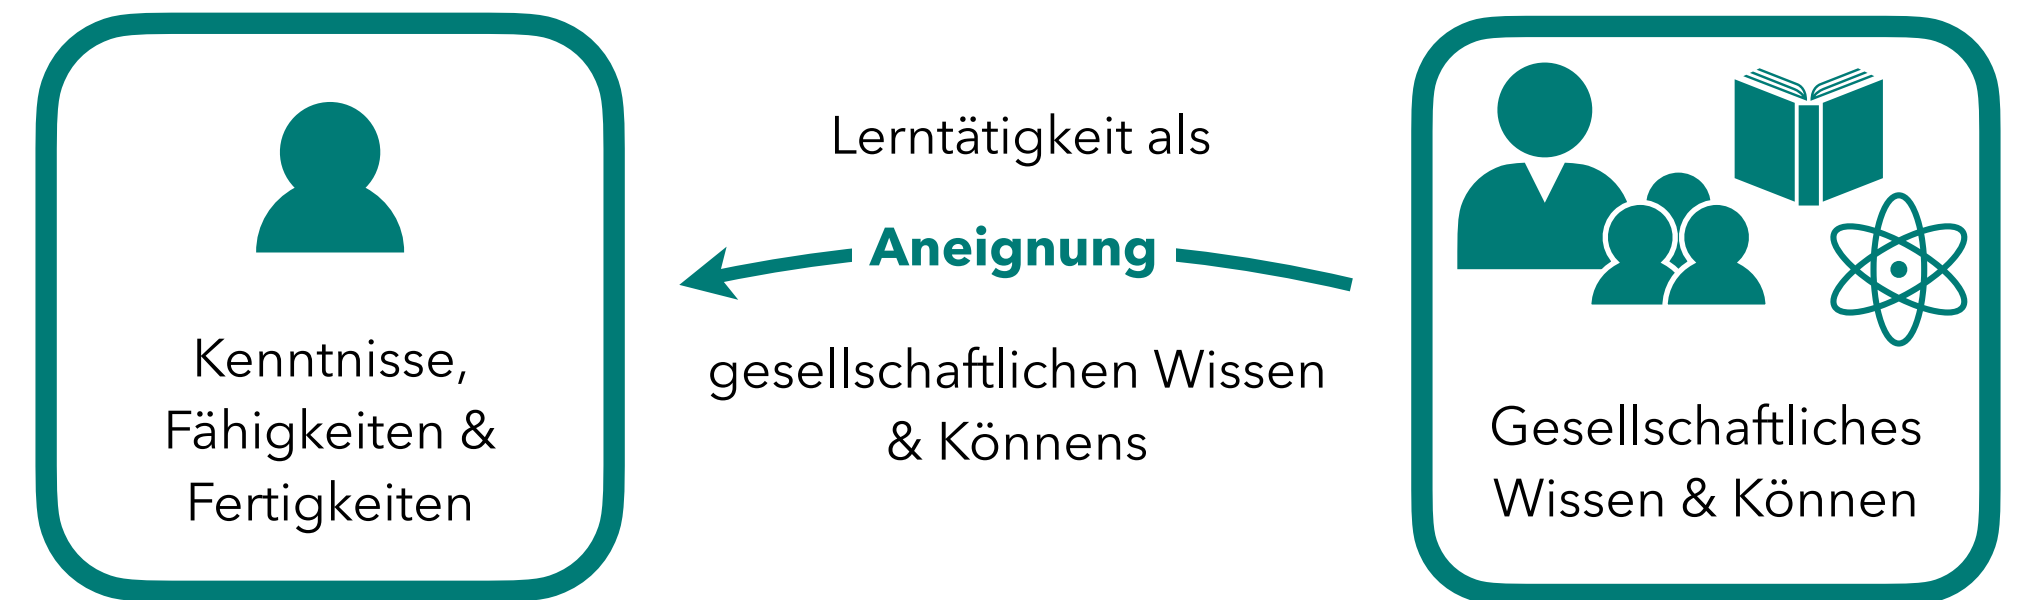 Kenntnisse,
Fähigkeiten &
Fertigkeiten
Lerntätigkeit als
Aneignung
gesellschaftlichen Wissen
& Könnens
Gesellschaftliches
Wissen & Können